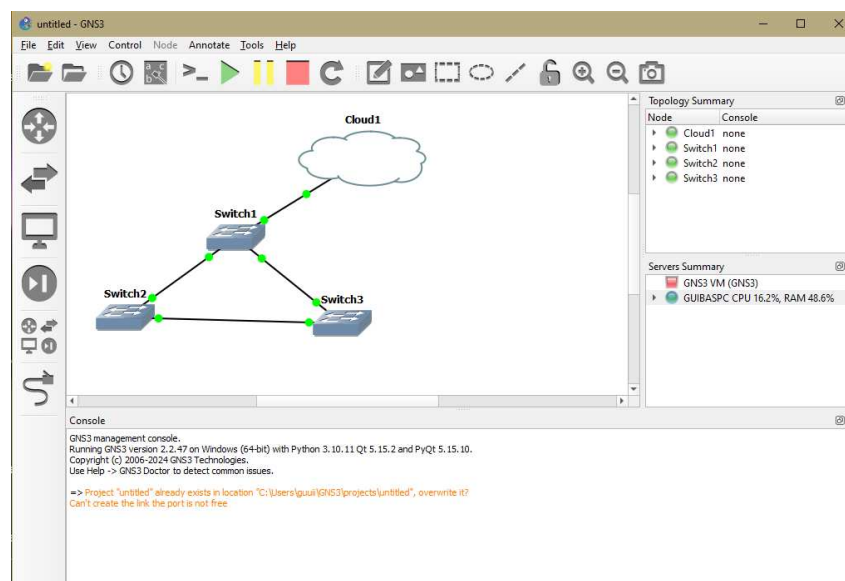 untitled - GNS3
File Edit View Control Node Annotate Tools Help
Topology Summary
Node Console
Cloud1 none
Switch1 none
Switch2 none
Switch3 none
Cloud1
Switch1
Switch2
Switch3
Servers Summary
GNS3 VM (GNS3)
GUIBASPC CPU 16.2%, RAM 48.6%
Console
GNS3 management console.
Running GNS3 version 2.2.47 on Windows (64-bit) with Python 3.10.11 Qt 5.15.2 and PyQt 5.15.10.
Copyright (c) 2006-2024 GNS3 Technologies.
Use Help -> GNS3 Doctor to detect common issues.
=> Project "untitled" already exists in location "C:\Users\guuii\GNS3\projects\untitled", overwrite it?
Can't create the link the port is not free